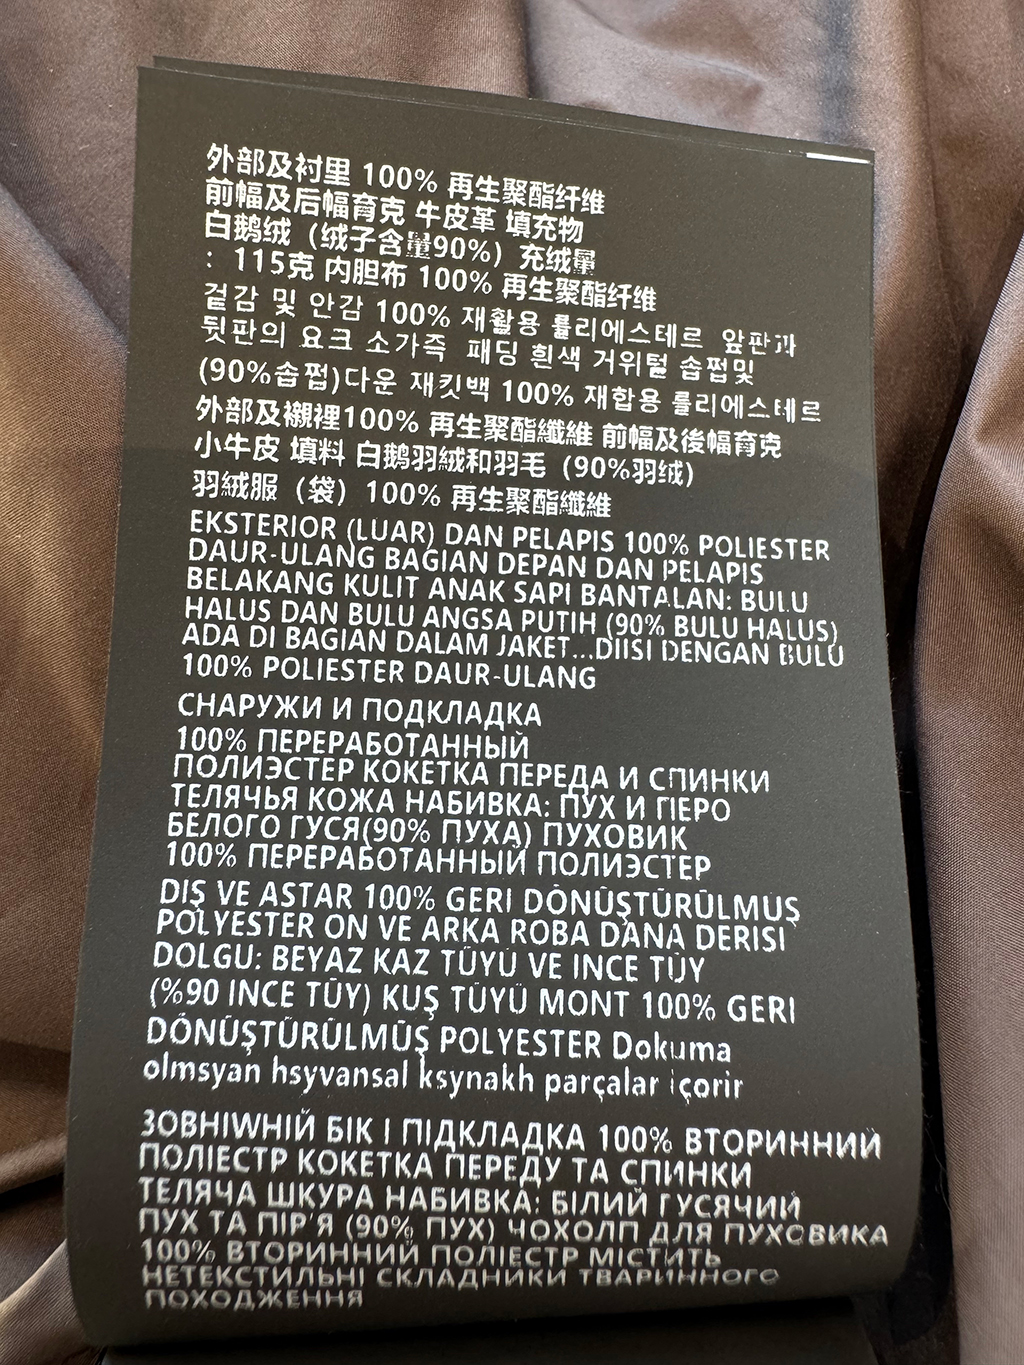 外部及衬里 100% 再生聚酯纤维
前幅及后幅育克 牛皮革 填充物
白鹅绒（绒子含量90%）充绒量
：115克 内胆布 100% 再生聚酯纤维
겉감 및 안감 100% 재활용 폴리에스테르 앞판과
뒷판의 요크 소가죽 패딩 흰색 거위털 솜쩝및
(90%솜쩝)다운 재킷백 100% 재합용 폴리에스테르
外部及襯裡100% 再生聚酯纖維 前幅及後幅育克
小牛皮 填料 白鹅羽絨和羽毛（90%羽绒）
羽絨服（袋）100% 再生聚酯纖維
EKSTERIOR (LUAR) DAN PELAPIS 100% POLIESTER
DAUR-ULANG BAGIAN DEPAN DAN PELAPIS
BELAKANG KULIT ANAK SAPI BANTALAN: BULU
HALUS DAN BULU ANGSA PUTIH (90% BULU HALUS)
ADA DI BAGIAN DALAM JAKET...DIISI DENGAN BULU
100% POLIESTER DAUR-ULANG
СНАРУЖИ И ПОДКЛАДКА
100% ПЕРЕРАБОТАННЫЙ
ПОЛИЭСТЕР КОКЕТКА ПЕРЕДА И СПИНКИ
ТЕЛЯЧЬЯ КОЖА НАБИВКА: ПУХ И ПЕРО
БЕЛОГО ГУСЯ(90% ПУХА) ПУХОВИК
100% ПЕРЕРАБОТАННЫЙ ПОЛИЭСТЕР
DIŞ VE ASTAR 100% GERI DÖNÜŞTÜRÜLMÜŞ
POLYESTER ON VE ARKA ROBA DANA DERISI
DOLGU: BEYAZ KAZ TÜYÜ VE INCE TÜY
(%90 INCE TÜY) KUŞ TÜYÜ MONT 100% GERI
DÖNÜŞTÜRÜLMÜŞ POLYESTER Dokuma
olmsyan hsyvansal ksynakh parçalar içorir
ЗОВНІWНІЙ БІК І ПІДКЛАДКА 100% ВТОРИННИЙ
ПОЛІЕСТР КОКЕТКА ПЕРЕДУ ТА СПИНКИ
ТЕЛЯЧА ШКУРА НАБИВКА: БІЛИЙ ГУСЯЧИЙ
ПУХ ТА ПІР'Я (90% ПУХ) ЧОХОЛП ДЛЯ ПУХОВИКА
100% ВТОРИННИЙ ПОЛІЕСТР МІСТИТЬ
НЕТЕКСТИЛЬНІ СКЛАДНИКИ ТВАРИННОГО
ПОХОДЖЕННЯ